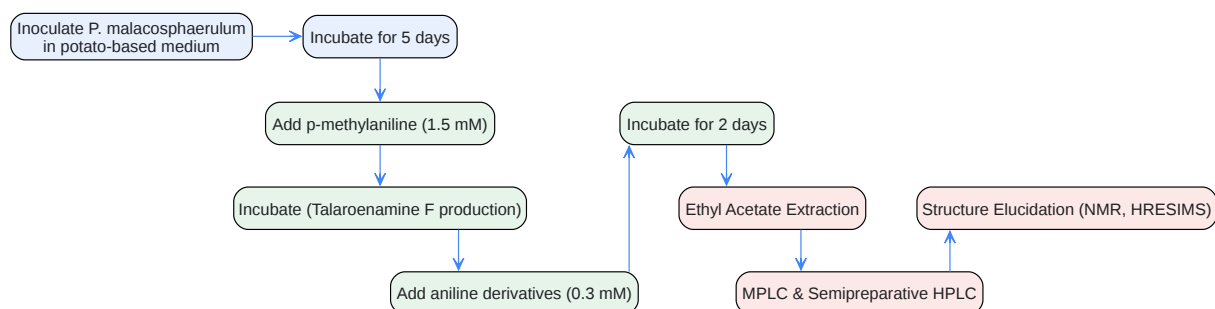 Inoculate P. malacosphaerulum
in potato-based medium
Incubate for 5 days
Add p-methylaniline (1.5 mM)
Incubate (Talaroenamine F production)
Add aniline derivatives (0.3 mM)
Incubate for 2 days
Ethyl Acetate Extraction
MPLC & Semipreparative HPLC
Structure Elucidation (NMR, HRESIMS)